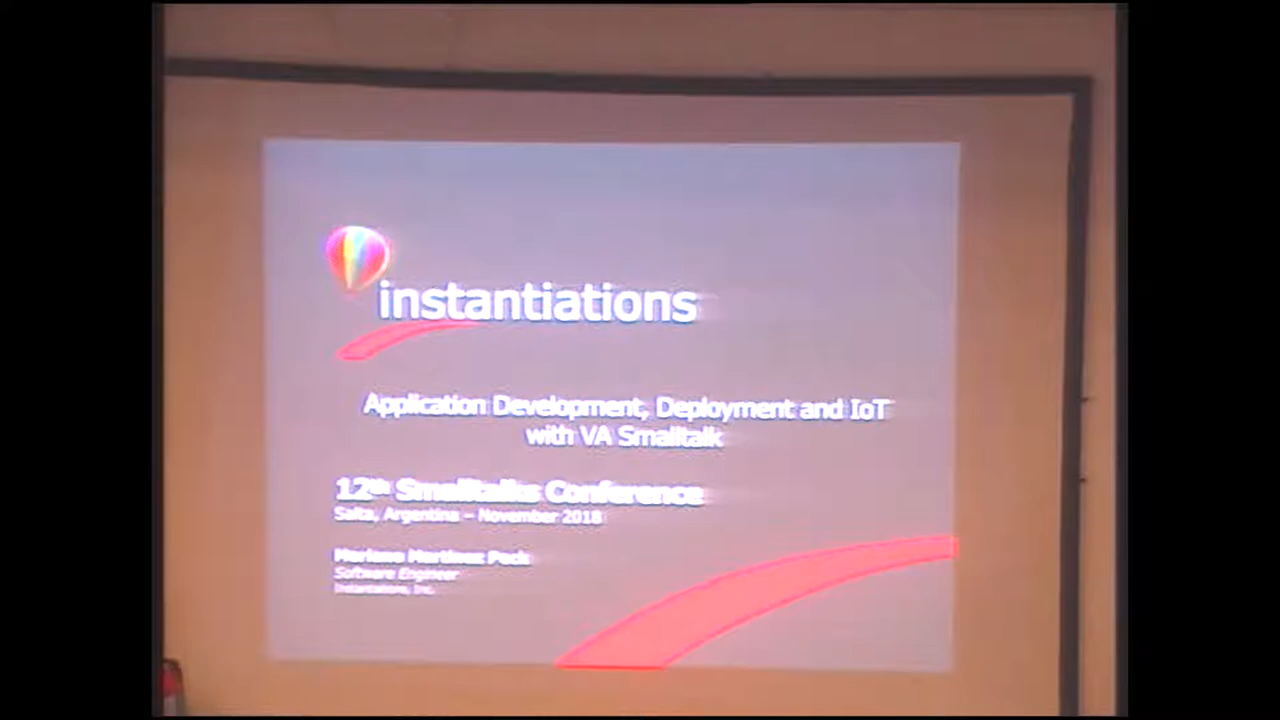 instantiations
Application Development, Deployment and IoT
with VA Smalltalk
12th Smalltalks Conference
Salta, Argentina – November 2018
Mariano Martinez Peck
Software Engineer
Instantiations, Inc.